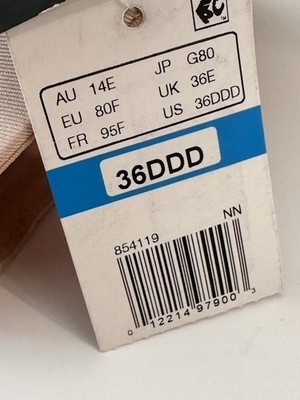 AU 14E JP G80
EU 80F UK 36E
FR 95F US 36DDD
36DDD
NN
854119
0 12214 97900 3